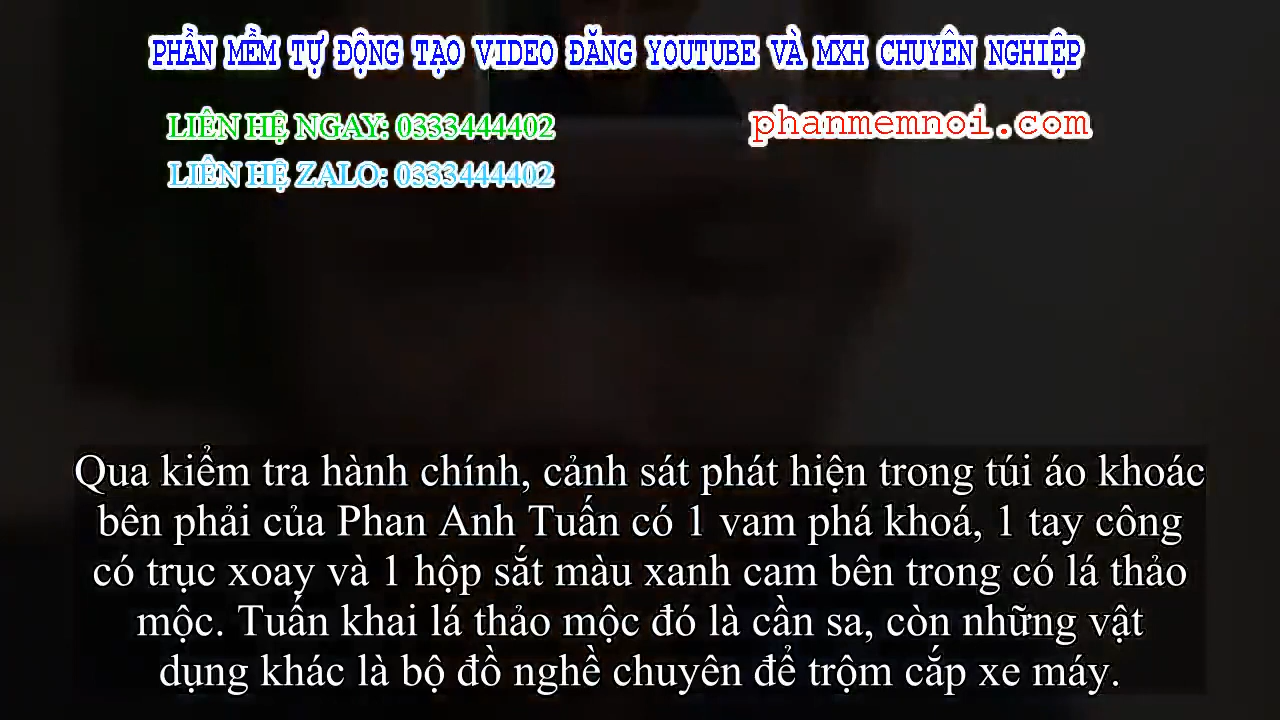 PHẦN MỀM TỰ ĐỘNG TẠO VIDEO ĐĂNG YOUTUBE VÀ MXH CHUYÊN NGHIỆP
LIÊN HỆ NGAY: 0333444402
phanmemnoi.com
LIÊN HỆ ZALO: 0333444402
Qua kiểm tra hành chính, cảnh sát phát hiện trong túi áo khoác
bên phải của Phan Anh Tuấn có 1 vam phá khoá, 1 tay công
có trục xoay và 1 hộp sắt màu xanh cam bên trong có lá thảo
mộc. Tuấn khai lá thảo mộc đó là cần sa, còn những vật
dụng khác là bộ đồ nghề chuyên để trộm cắp xe máy.